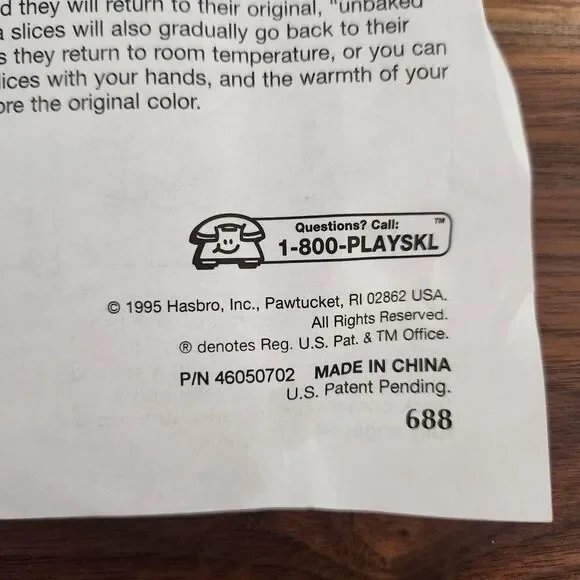 d they will return to their original, "unbaked
a slices will also gradually go back to their
s they return to room temperature, or you can
lices with your hands, and the warmth of your
ore the original color.
Questions? Call: ™
1-800-PLAYSKL
© 1995 Hasbro, Inc., Pawtucket, RI 02862 USA.
All Rights Reserved.
® denotes Reg. U.S. Pat. & TM Office.
P/N 46050702 MADE IN CHINA
U.S. Patent Pending.
688